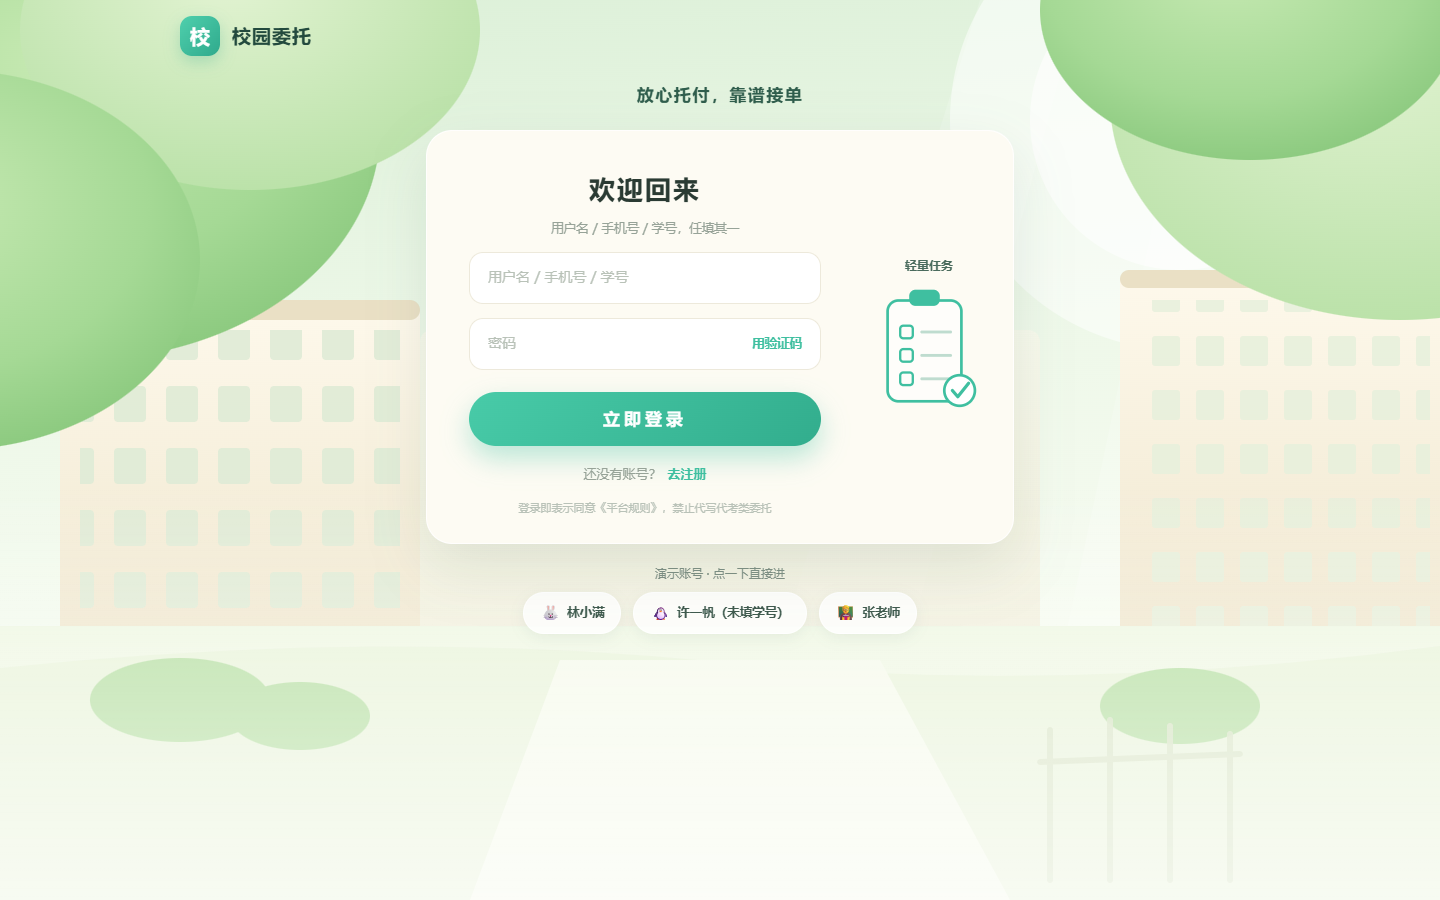 校 校园委托
放心托付，靠谱接单
欢迎回来
用户名 / 手机号 / 学号，任填其一
用户名 / 手机号 / 学号
密码 用验证码
立即登录
还没有账号？ 去注册
登录即表示同意《平台规则》，禁止代写代考类委托
轻量任务
演示账号 · 点一下直接进
林小满 许一帆（未填学号） 张老师